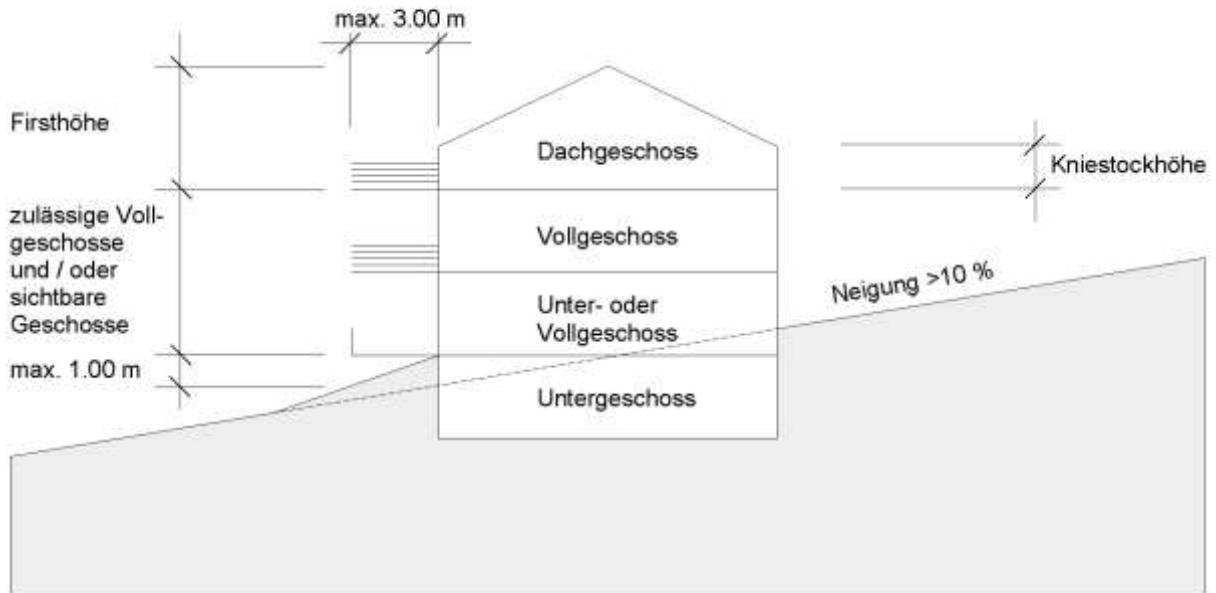 max. 3.00 m
Firsthöhe
Dachgeschoss
Kniestockhöhe
zulässige Voll-
geschosse
und / oder
sichtbare
Geschosse
Vollgeschoss
Neigung >10 %
Unter- oder
Vollgeschoss
max. 1.00 m
Untergeschoss